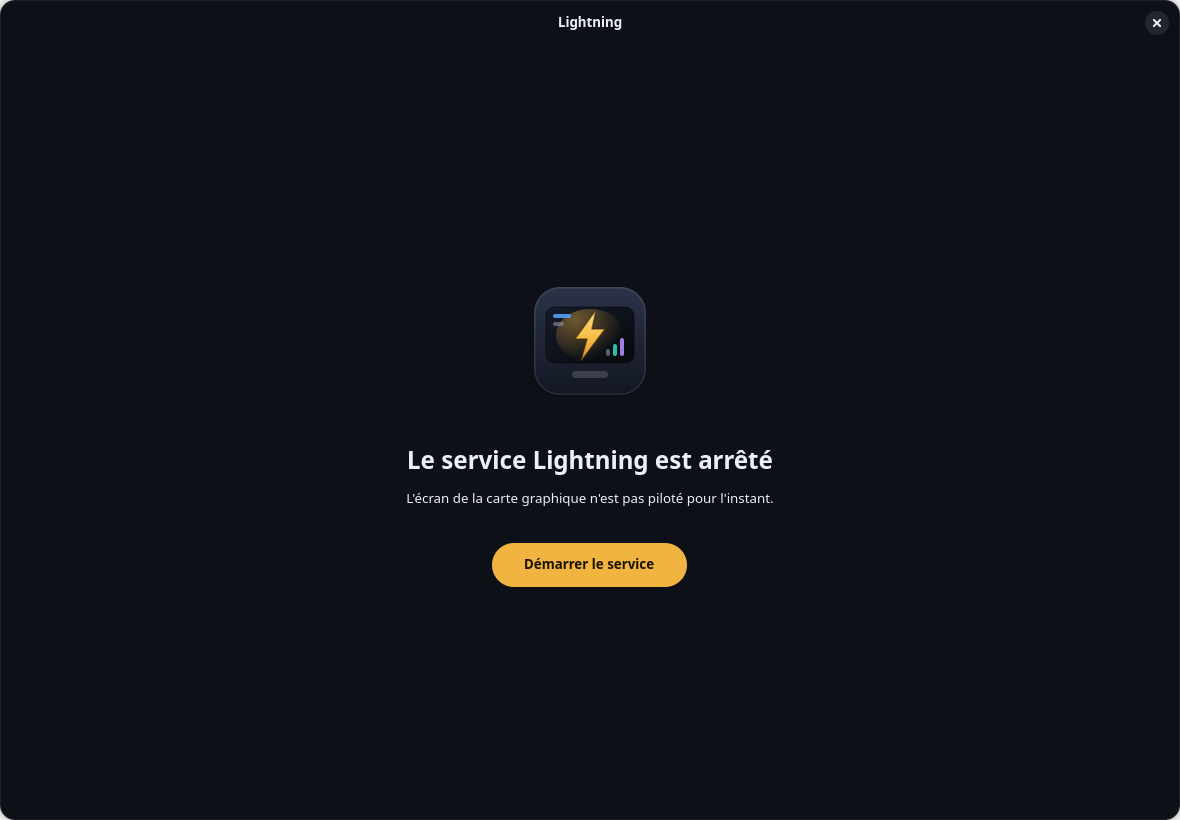 Lightning
Le service Lightning est arrêté
L'écran de la carte graphique n'est pas piloté pour l'instant.
Démarrer le service